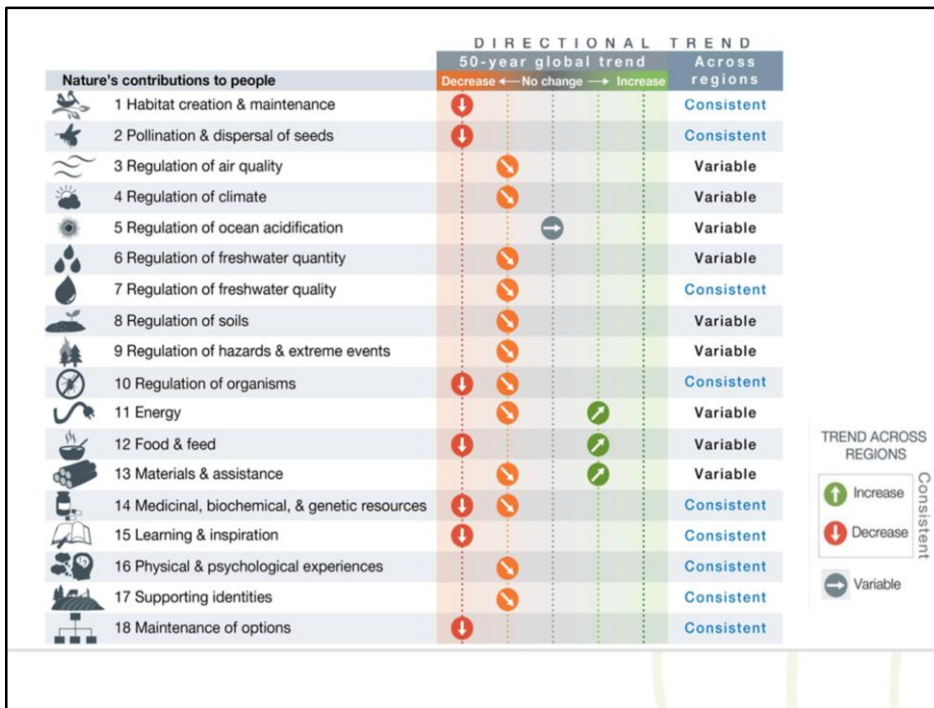 DIRECTIONAL TREND
50-year global trend Across regions
Nature's contributions to people Decrease No change Increase
1 Habitat creation & maintenance Consistent
2 Pollination & dispersal of seeds Consistent
3 Regulation of air quality Variable
4 Regulation of climate Variable
5 Regulation of ocean acidification Variable
6 Regulation of freshwater quantity Variable
7 Regulation of freshwater quality Consistent
8 Regulation of soils Variable
9 Regulation of hazards & extreme events Variable
10 Regulation of organisms Consistent
11 Energy Variable
12 Food & feed Variable
13 Materials & assistance Variable
14 Medicinal, biochemical, & genetic resources Consistent
15 Learning & inspiration Consistent
16 Physical & psychological experiences Consistent
17 Supporting identities Consistent
18 Maintenance of options Consistent
TREND ACROSS
REGIONS
Increase
Decrease
Consistent
Variable